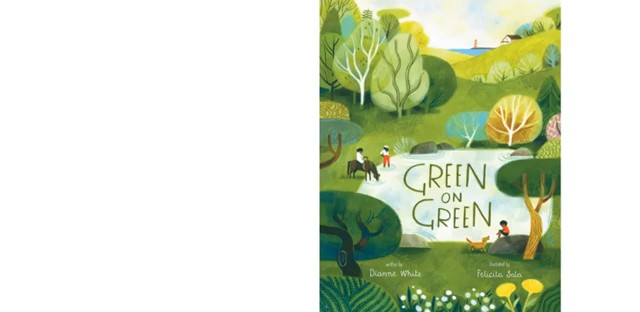 GREEN
ON
GREEN
written by
Dianne White
illustrated by
Felicita Sala